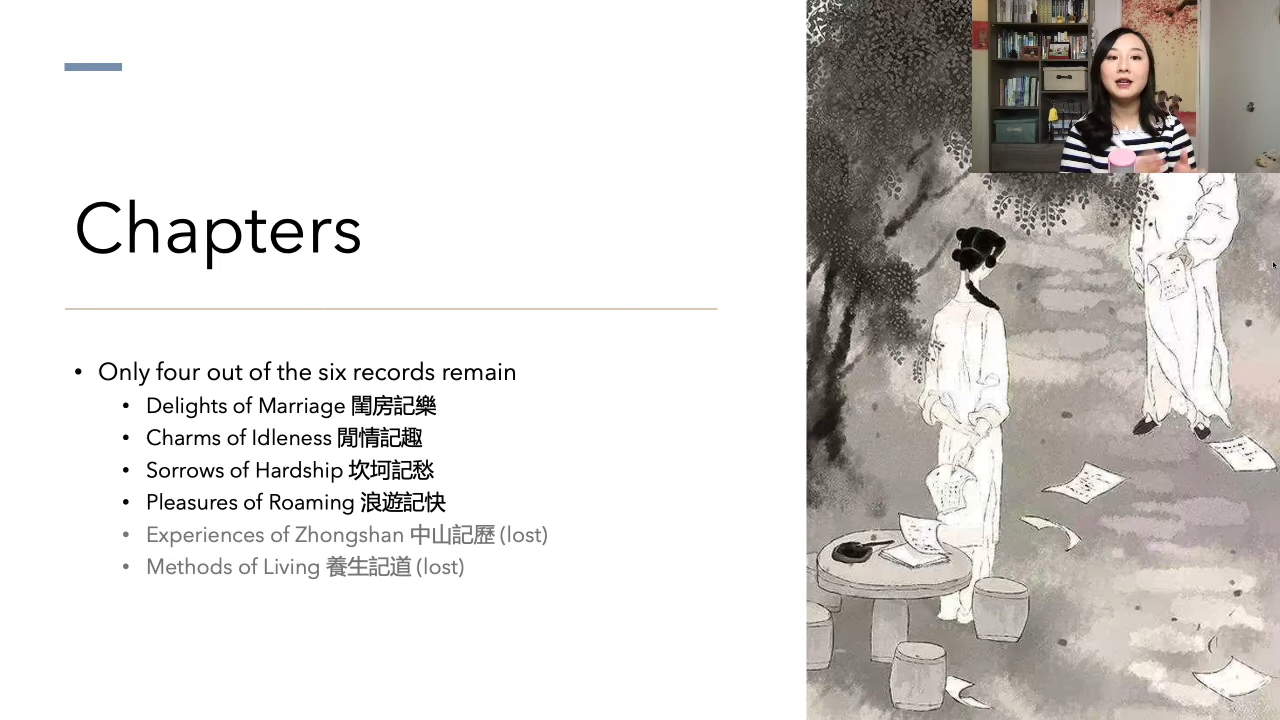 Chapters
• Only four out of the six records remain
• Delights of Marriage 閨房記樂
• Charms of Idleness 閒情記趣
• Sorrows of Hardship 坎坷記愁
• Pleasures of Roaming 浪遊記快
• Experiences of Zhongshan 中山記歷 (lost)
• Methods of Living 養生記道 (lost)